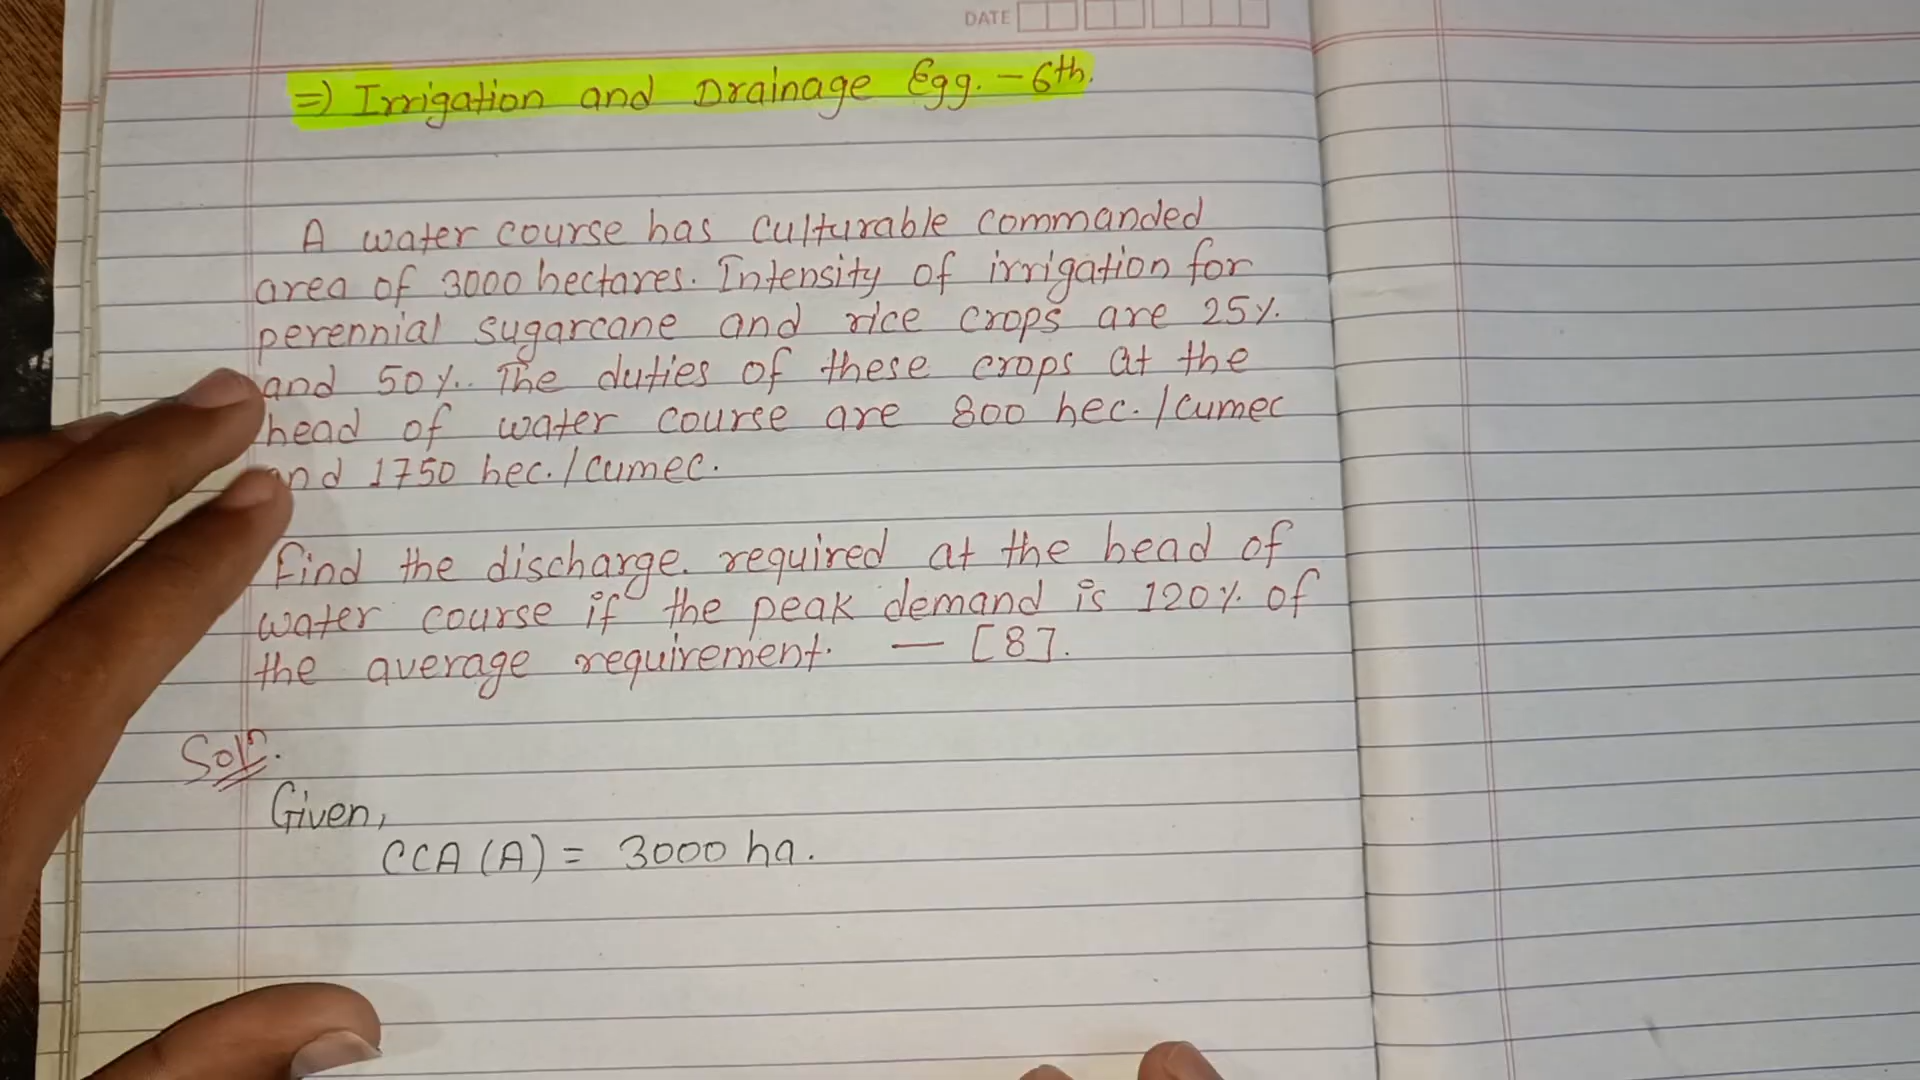 DATE
⇒ Irrigation and Drainage Egg. - 6th.
A water course has culturable commanded
area of 3000 hectares. Intensity of irrigation for
perennial sugarcane and rice crops are 25%.
and 50%. The duties of these crops at the
head of water course are 800 hec./cumec
and 1750 hec./cumec.
Find the discharge. required at the head of
water course if the peak demand is 120% of
the average requirement. — [8].
Solⁿ.
Given,
CCA (A) = 3000 ha.